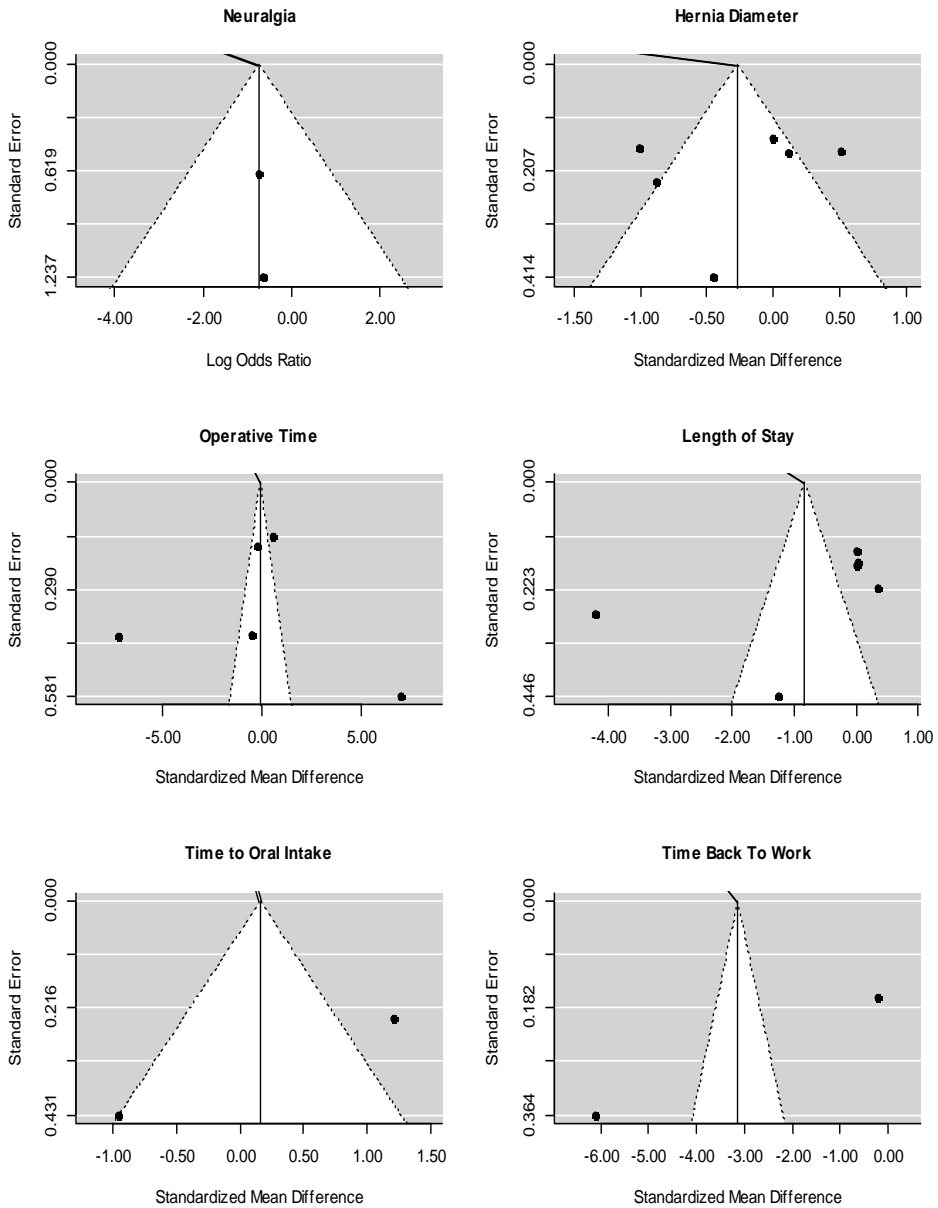 Neuralgia
Standard Error
0.000
0.619
1.237
-4.00 -2.00 0.00 2.00
Log Odds Ratio
Hernia Diameter
Standard Error
0.000
0.207
0.414
-1.50 -1.00 -0.50 0.00 0.50 1.00
Standardized Mean Difference
Operative Time
Standard Error
0.000
0.290
0.581
-5.00 0.00 5.00
Standardized Mean Difference
Length of Stay
Standard Error
0.000
0.223
0.446
-4.00 -3.00 -2.00 -1.00 0.00 1.00
Standardized Mean Difference
Time to Oral Intake
Standard Error
0.000
0.216
0.431
-1.00 -0.50 0.00 0.50 1.00 1.50
Standardized Mean Difference
Time Back To Work
Standard Error
0.000
0.182
0.364
-6.00 -5.00 -4.00 -3.00 -2.00 -1.00 0.00
Standardized Mean Difference